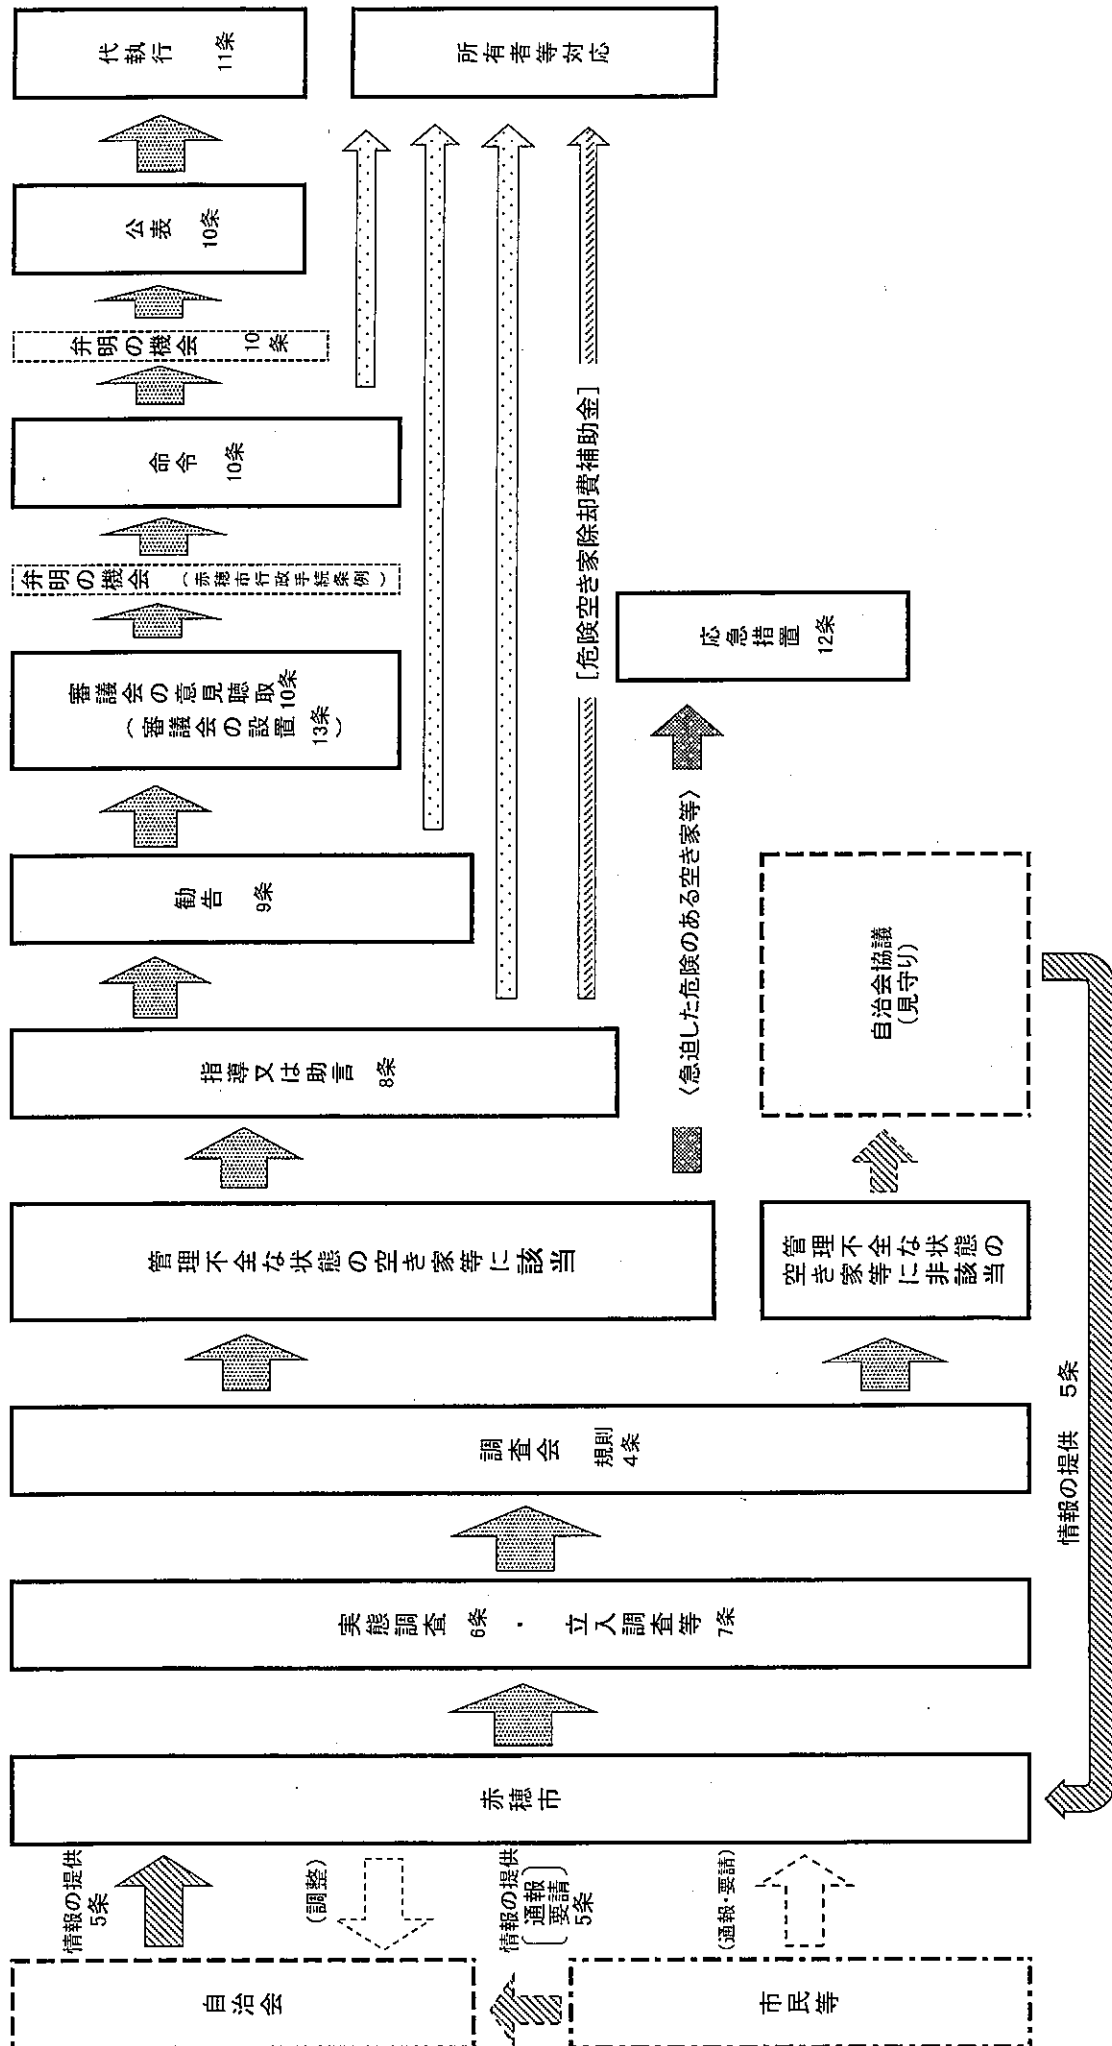 自治会
市民等
情報の提供
5条
(調整)
情報の提供
通報
要請
5条
(通報・要請)
赤穂市
実態調査 6条 ・ 立入調査等 7条
調査会 規則
4条
管理不全な状態の空き家等に該当
管理不全な状態の
空き家等に非該当
指導又は助言 8条
〈急迫した危険のある空き家等〉
自治会協議
(見守り)
情報の提供 5条
勧告 9条
審議会の意見聴取10条
(審議会の設置 13条)
弁明の機会 (赤穂市行政手続条例)
命令 10条
弁明の機会 10条
公表 10条
代執行 11条
[危険空き家除却費補助金]
応急措置 12条
所有者等対応